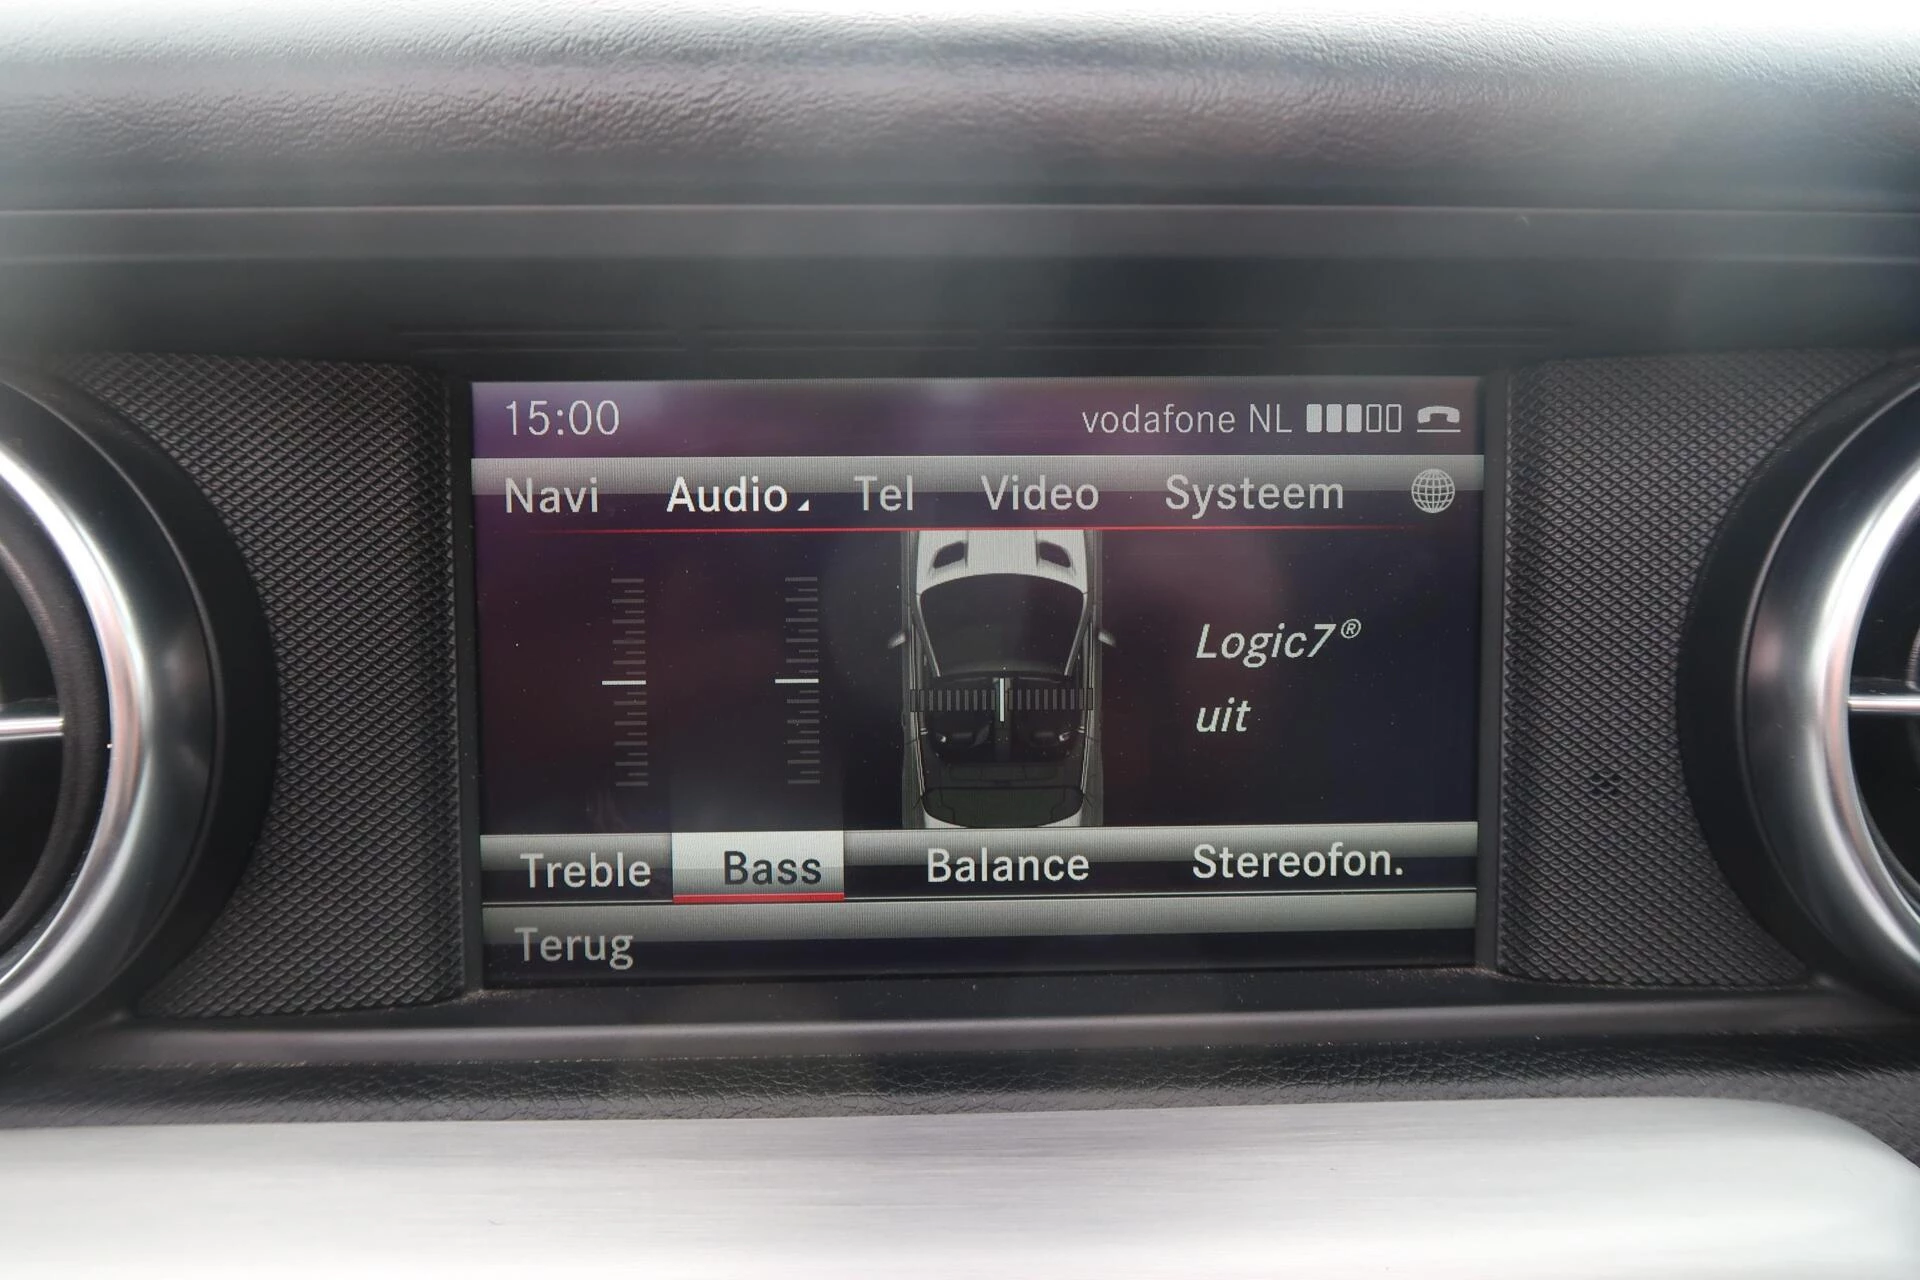 15:00 vodafone NL
Navi Audio Tel Video Systeem
Logic7®
uit
Treble Bass Balance Stereofon.
Terug